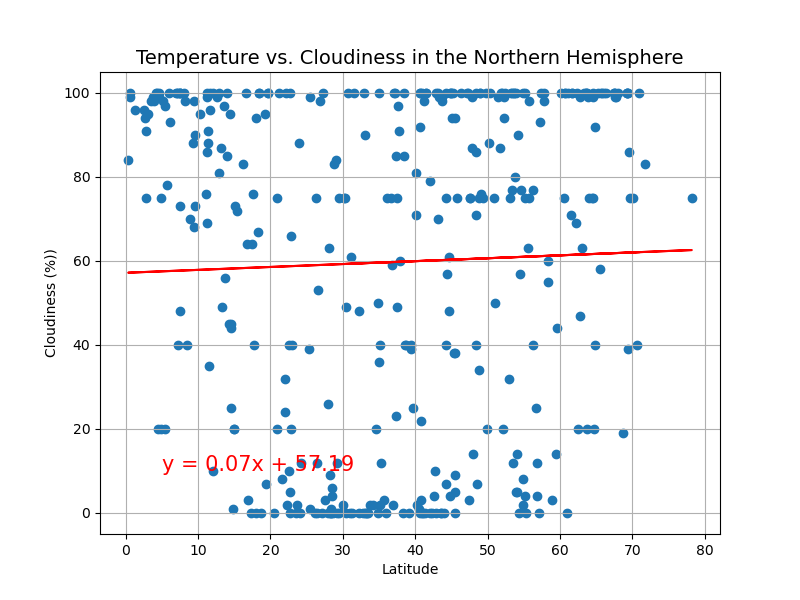 Temperature vs. Cloudiness in the Northern Hemisphere
100
80
60
40
20
0
Cloudiness (%))
y = 0.07x + 57.19
0 10 20 30 40 50 60 70 80
Latitude